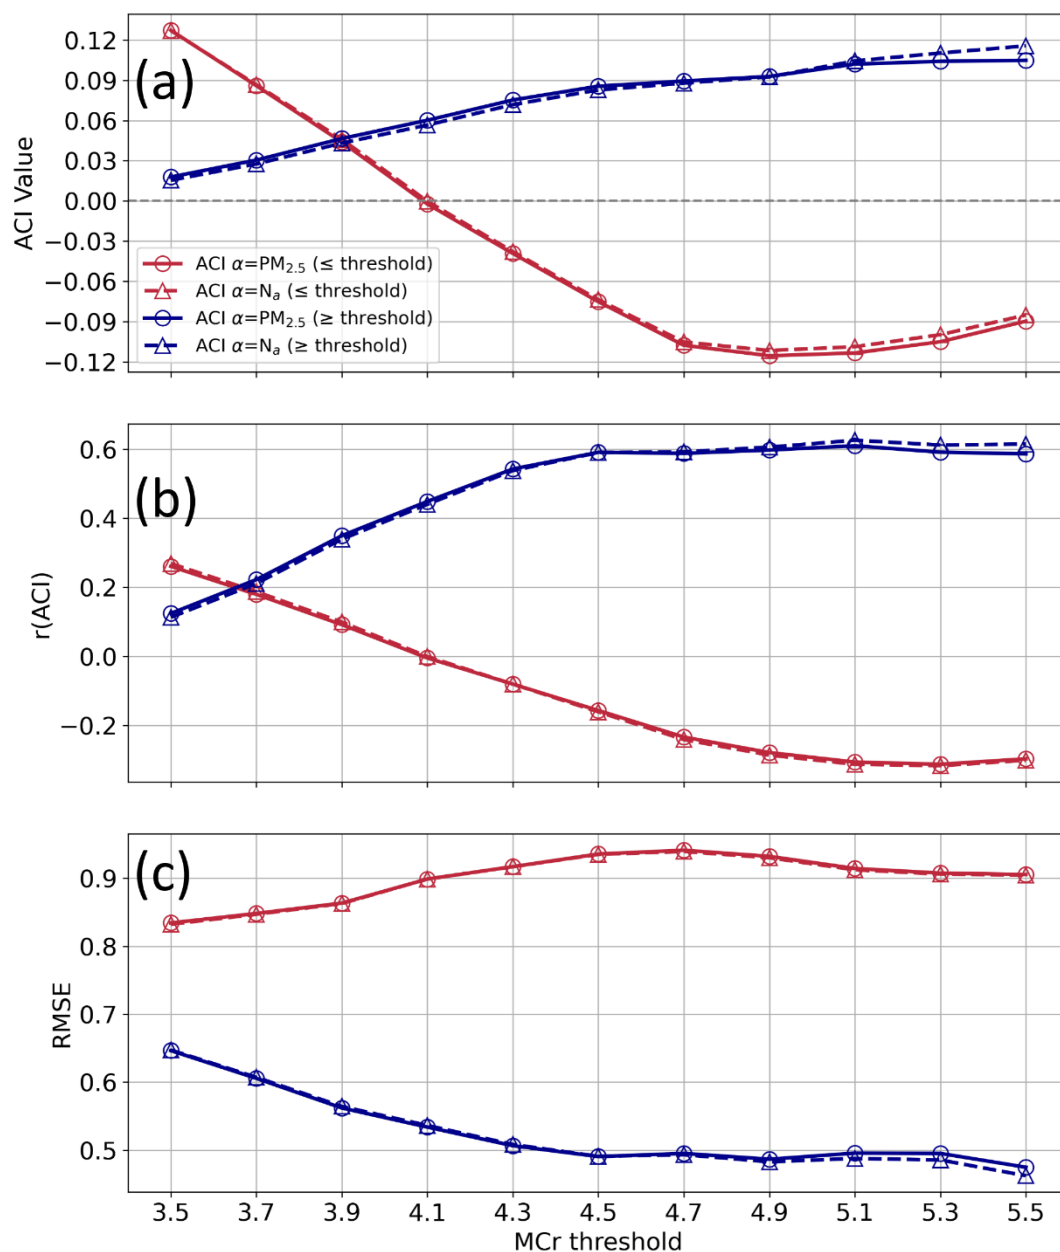 (a)
ACI Value
0.12
0.09
0.06
0.03
0.00
−0.03
−0.06
−0.09
−0.12
ACI α=PM2.5 (≤ threshold)
ACI α=Na (≤ threshold)
ACI α=PM2.5 (≥ threshold)
ACI α=Na (≥ threshold)
(b)
r(ACI)
0.6
0.4
0.2
0.0
−0.2
(c)
RMSE
0.9
0.8
0.7
0.6
0.5
3.5 3.7 3.9 4.1 4.3 4.5 4.7 4.9 5.1 5.3 5.5
MCr threshold